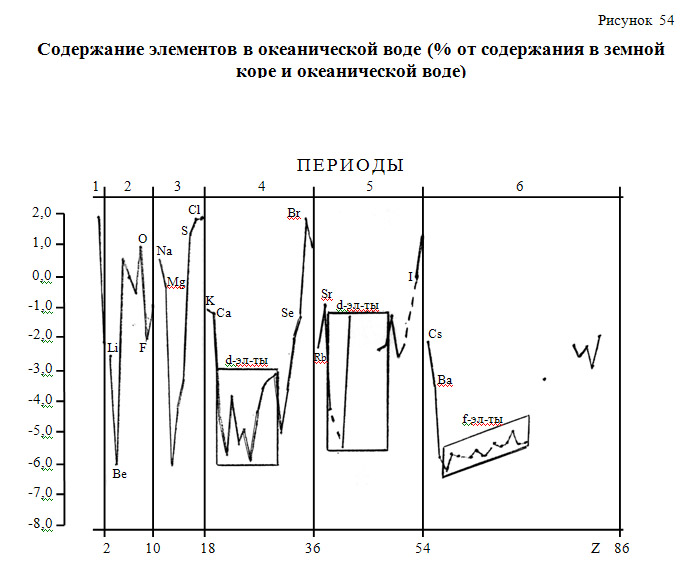 Рисунок 54
Содержание элементов в океанической воде (% от содержания в земной
коре и океанической воде)
ПЕРИОДЫ
1 2 3 4 5 6
2,0
1,0
0,0
-1,0
-2,0
-3,0
-4,0
-5,0
-6,0
-7,0
-8,0
Li
Be
O
F
Na
Mg
S
Cl
K
Ca
d-эл-ты
Se
Br
Rb
Sr
d-эл-ты
I
Cs
Ba
f-эл-ты
2 10 18 36 54 Z 86